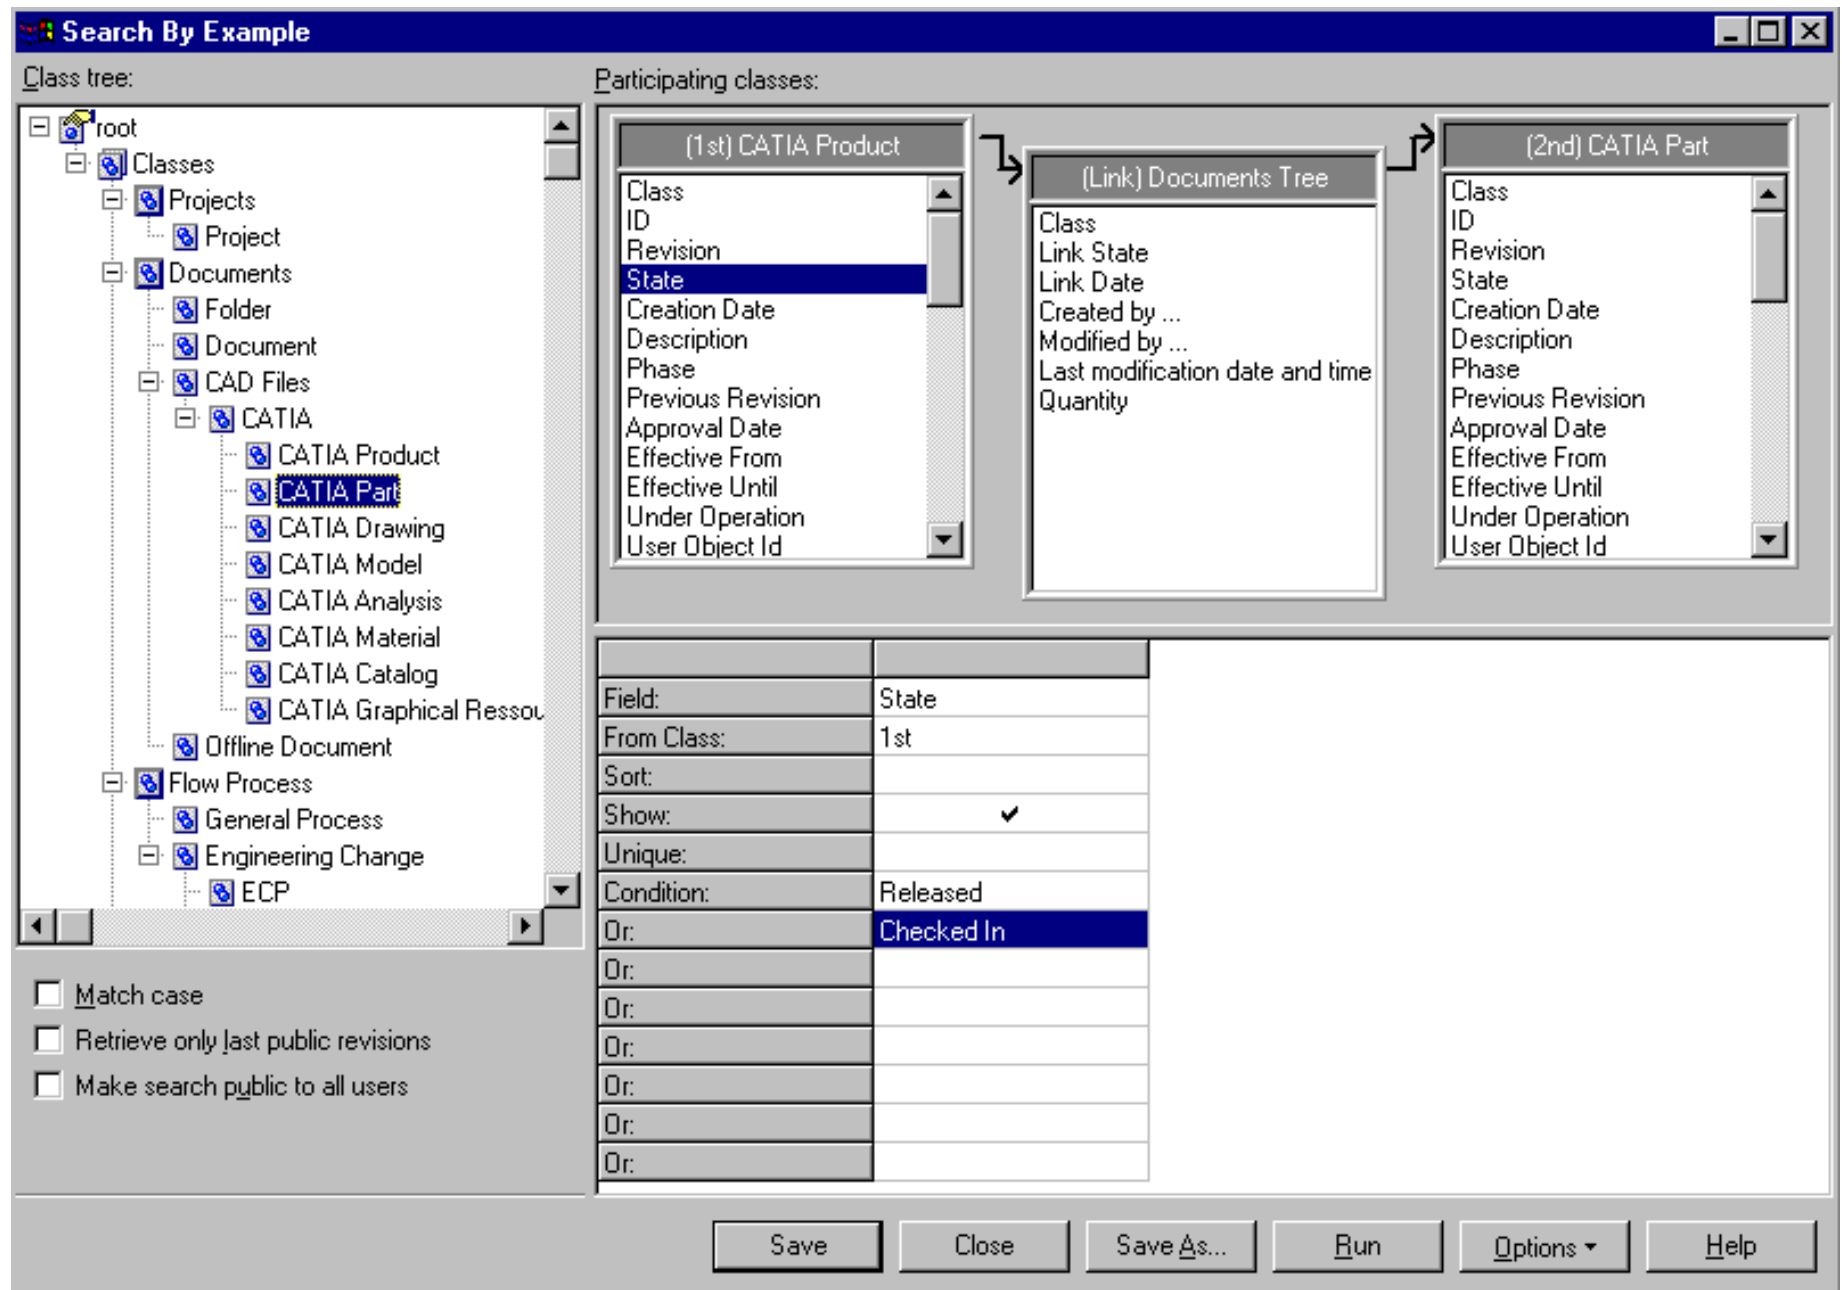 Search By Example
Class tree:
root
Classes
Projects
Project
Documents
Folder
Document
CAD Files
CATIA
CATIA Product
CATIA Part
CATIA Drawing
CATIA Model
CATIA Analysis
CATIA Material
CATIA Catalog
CATIA Graphical Ressou
Offline Document
Flow Process
General Process
Engineering Change
ECP
Match case
Retrieve only last public revisions
Make search public to all users
Participating classes:
(1st) CATIA Product
Class
ID
Revision
State
Creation Date
Description
Phase
Previous Revision
Approval Date
Effective From
Effective Until
Under Operation
User Object Id
(Link) Documents Tree
Class
Link State
Link Date
Created by ...
Modified by ...
Last modification date and time
Quantity
(2nd) CATIA Part
Class
ID
Revision
State
Creation Date
Description
Phase
Previous Revision
Approval Date
Effective From
Effective Until
Under Operation
User Object Id
Field: State
From Class: 1st
Sort:
Show:
Unique:
Condition: Released
Or: Checked In
Or:
Or:
Or:
Or:
Or:
Or:
Save Close Save As... Run Options Help